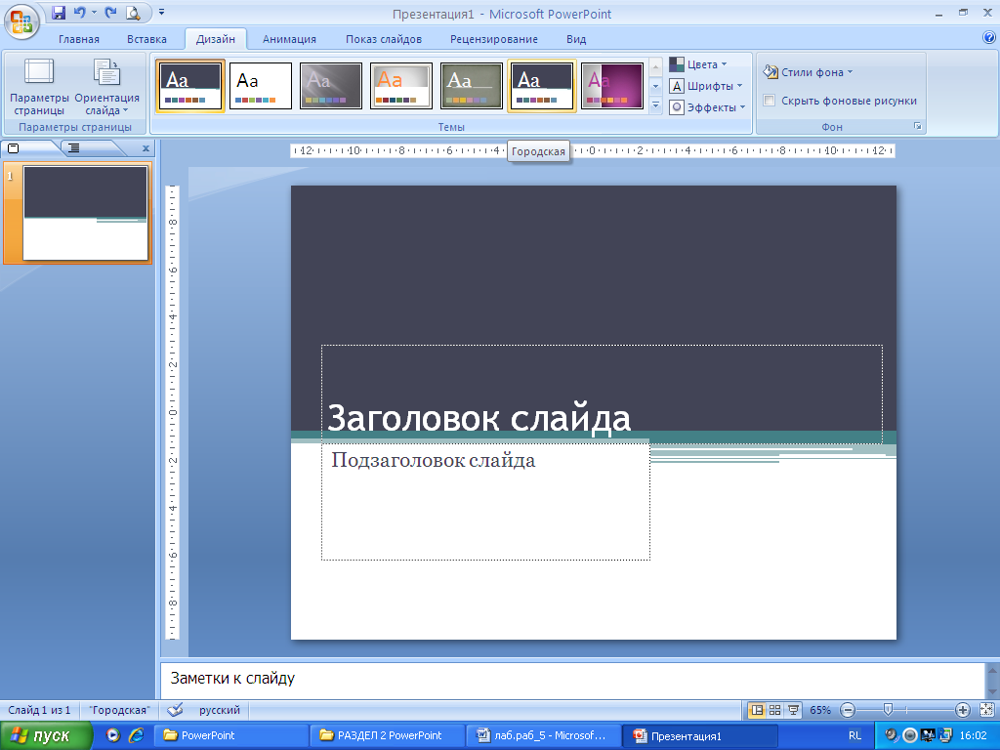 Презентация1 - Microsoft PowerPoint
Главная Вставка Дизайн Анимация Показ слайдов Рецензирование Вид
Параметры страницы
Ориентация слайда
Параметры страницы
Aa Aa Aa Aa Aa Aa Aa
Темы
Цвета
Шрифты
Эффекты
Стили фона
Скрыть фоновые рисунки
Фон
Городская
12 10 8 6 4 0 2 4 6 8 10 12
1
8
6
4
2
0
2
4
6
8
Заголовок слайда
Подзаголовок слайда
Заметки к слайду
Слайд 1 из 1 "Городская" русский 65%
пуск PowerPoint РАЗДЕЛ 2 PowerPoint лаб.раб_5 - Microsof... Презентация1 RL 16:02